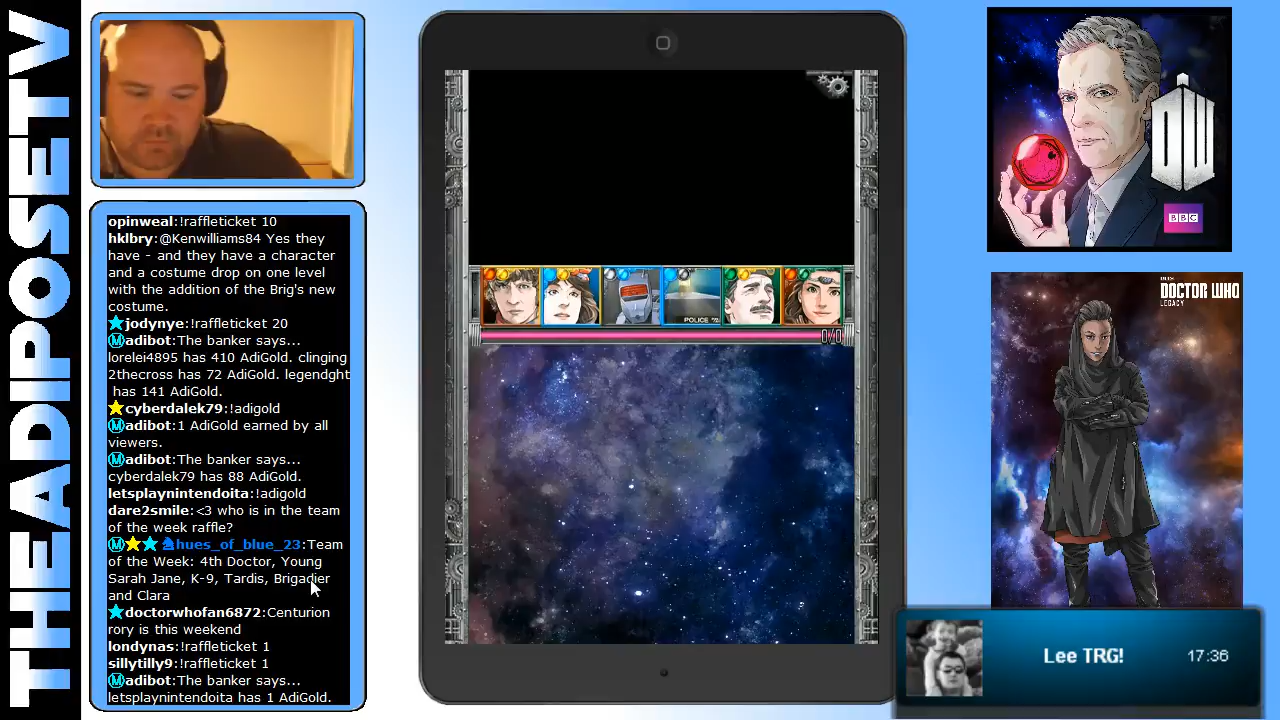 THEADIPOSETV
opinweal:!raffleticket 10
hklbry:@Kenwilliams84 Yes they
have - and they have a character
and a costume drop on one level
with the addition of the Brig's new
costume.
jodynye:!raffleticket 20
adibot:The banker says...
lorelei4895 has 410 AdiGold. clinging
2thecross has 72 AdiGold. legendght
has 141 AdiGold.
cyberdalek79:!adigold
adibot:1 AdiGold earned by all
viewers.
adibot:The banker says...
cyberdalek79 has 88 AdiGold.
letsplaynintendoita:!adigold
dare2smile:<3 who is in the team
of the week raffle?
hues_of_blue_23:Team
of the Week: 4th Doctor, Young
Sarah Jane, K-9, Tardis, Brigadier
and Clara
doctorwhofan6872:Centurion
rory is this weekend
londynas:!raffleticket 1
sillytilly9:!raffleticket 1
adibot:The banker says...
letsplaynintendoita has 1 AdiGold.
POLICE
0/0
DW
BBC
DOCTOR WHO
LEGACY
Lee TRG!
17:36